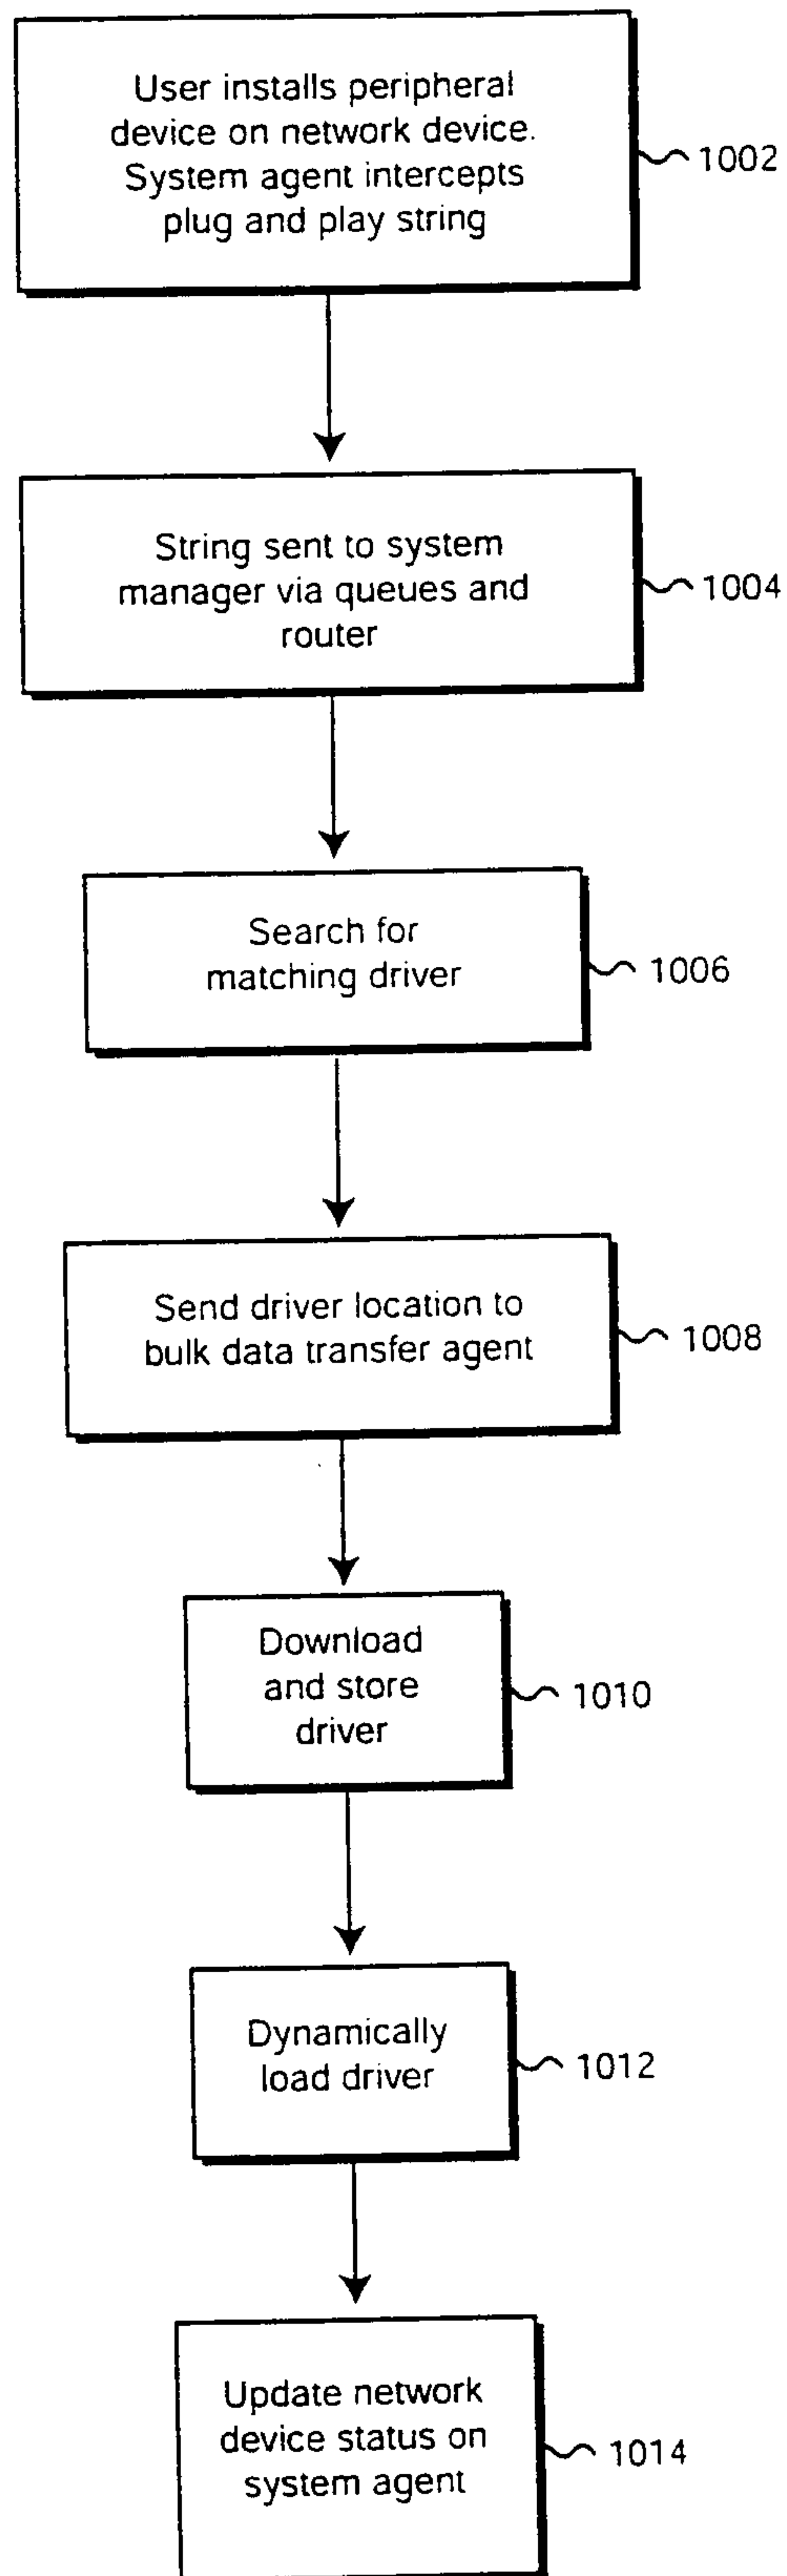 User installs peripheral
device on network device.
System agent intercepts
plug and play string
1002
String sent to system
manager via queues and
router
1004
Search for
matching driver
1006
Send driver location to
bulk data transfer agent
1008
Download
and store
driver
1010
Dynamically
load driver
1012
Update network
device status on
system agent
1014